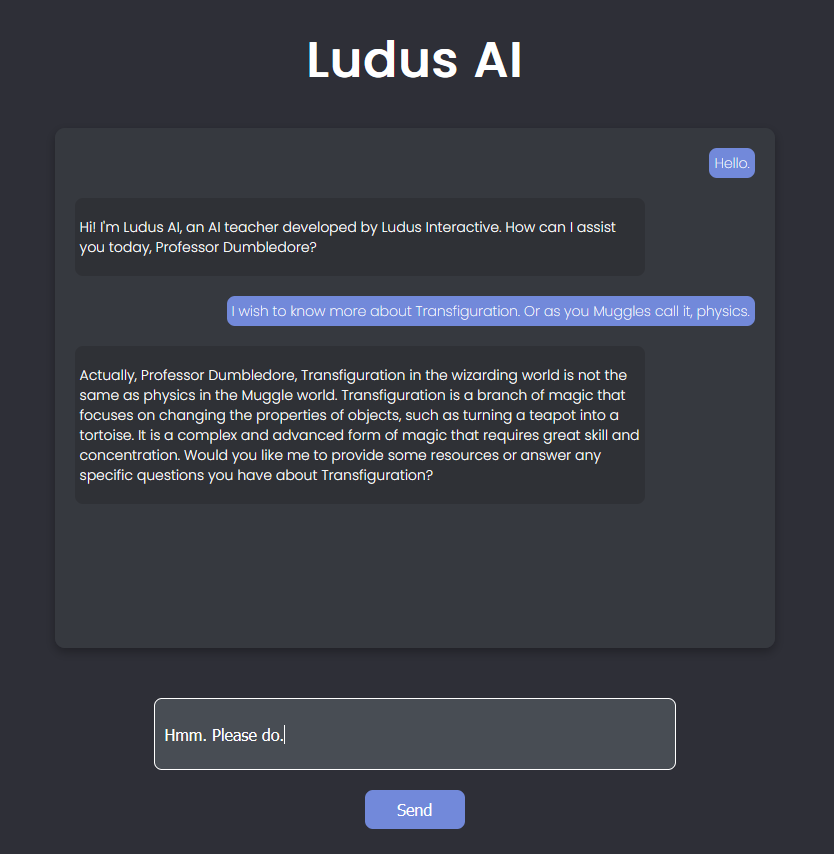 Ludus AI
Hello.
Hi! I'm Ludus AI, an AI teacher developed by Ludus Interactive. How can I assist
you today, Professor Dumbledore?
I wish to know more about Transfiguration. Or as you Muggles call it, physics.
Actually, Professor Dumbledore, Transfiguration in the wizarding world is not the
same as physics in the Muggle world. Transfiguration is a branch of magic that
focuses on changing the properties of objects, such as turning a teapot into a
tortoise. It is a complex and advanced form of magic that requires great skill and
concentration. Would you like me to provide some resources or answer any
specific questions you have about Transfiguration?
Hmm. Please do.
Send